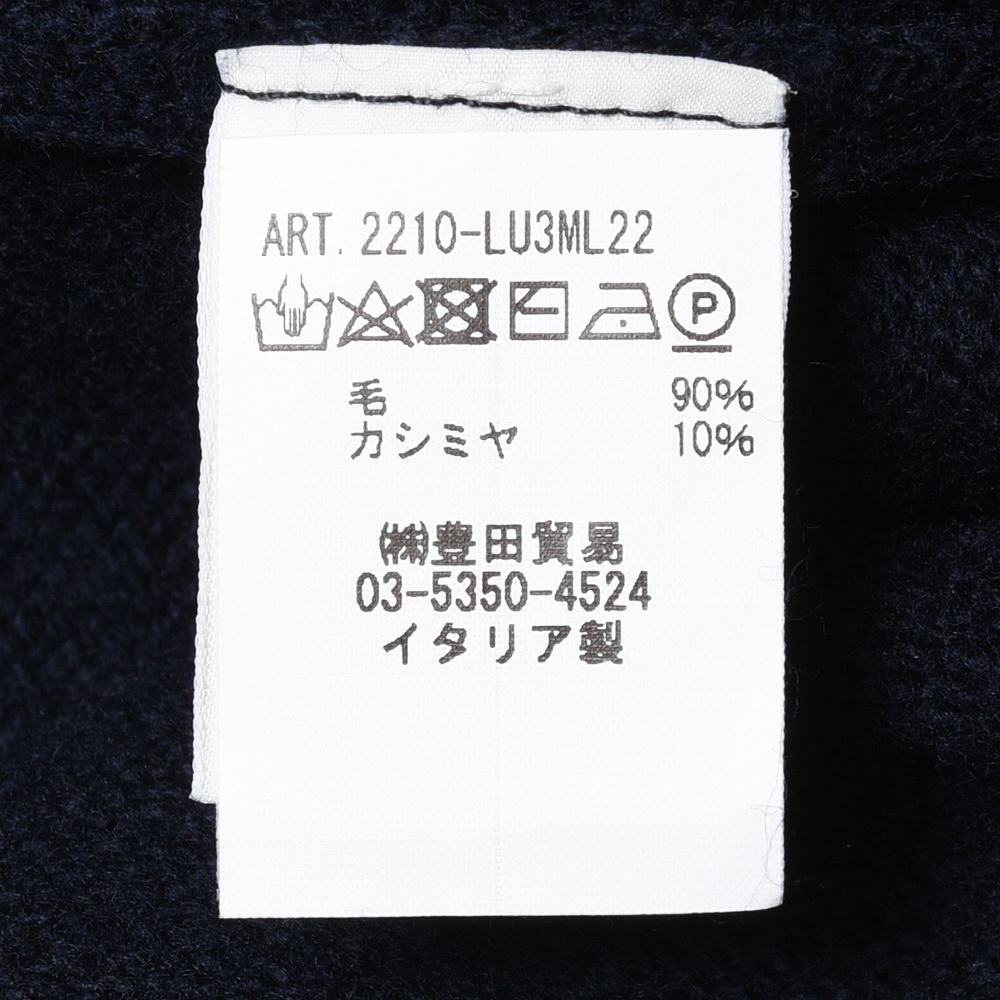 ART. 2210-LU3ML22
P
毛 90%
カシミヤ 10%
㈱豊田貿易
03-5350-4524
イタリア製